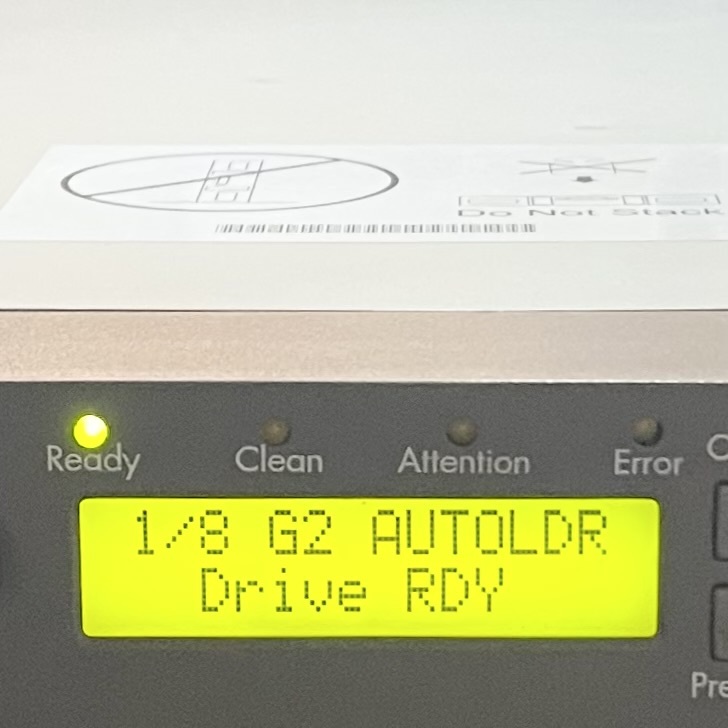 Do Not Stack
Ready Clean Attention Error
1/8 G2 AUTOLDR
Drive RDY